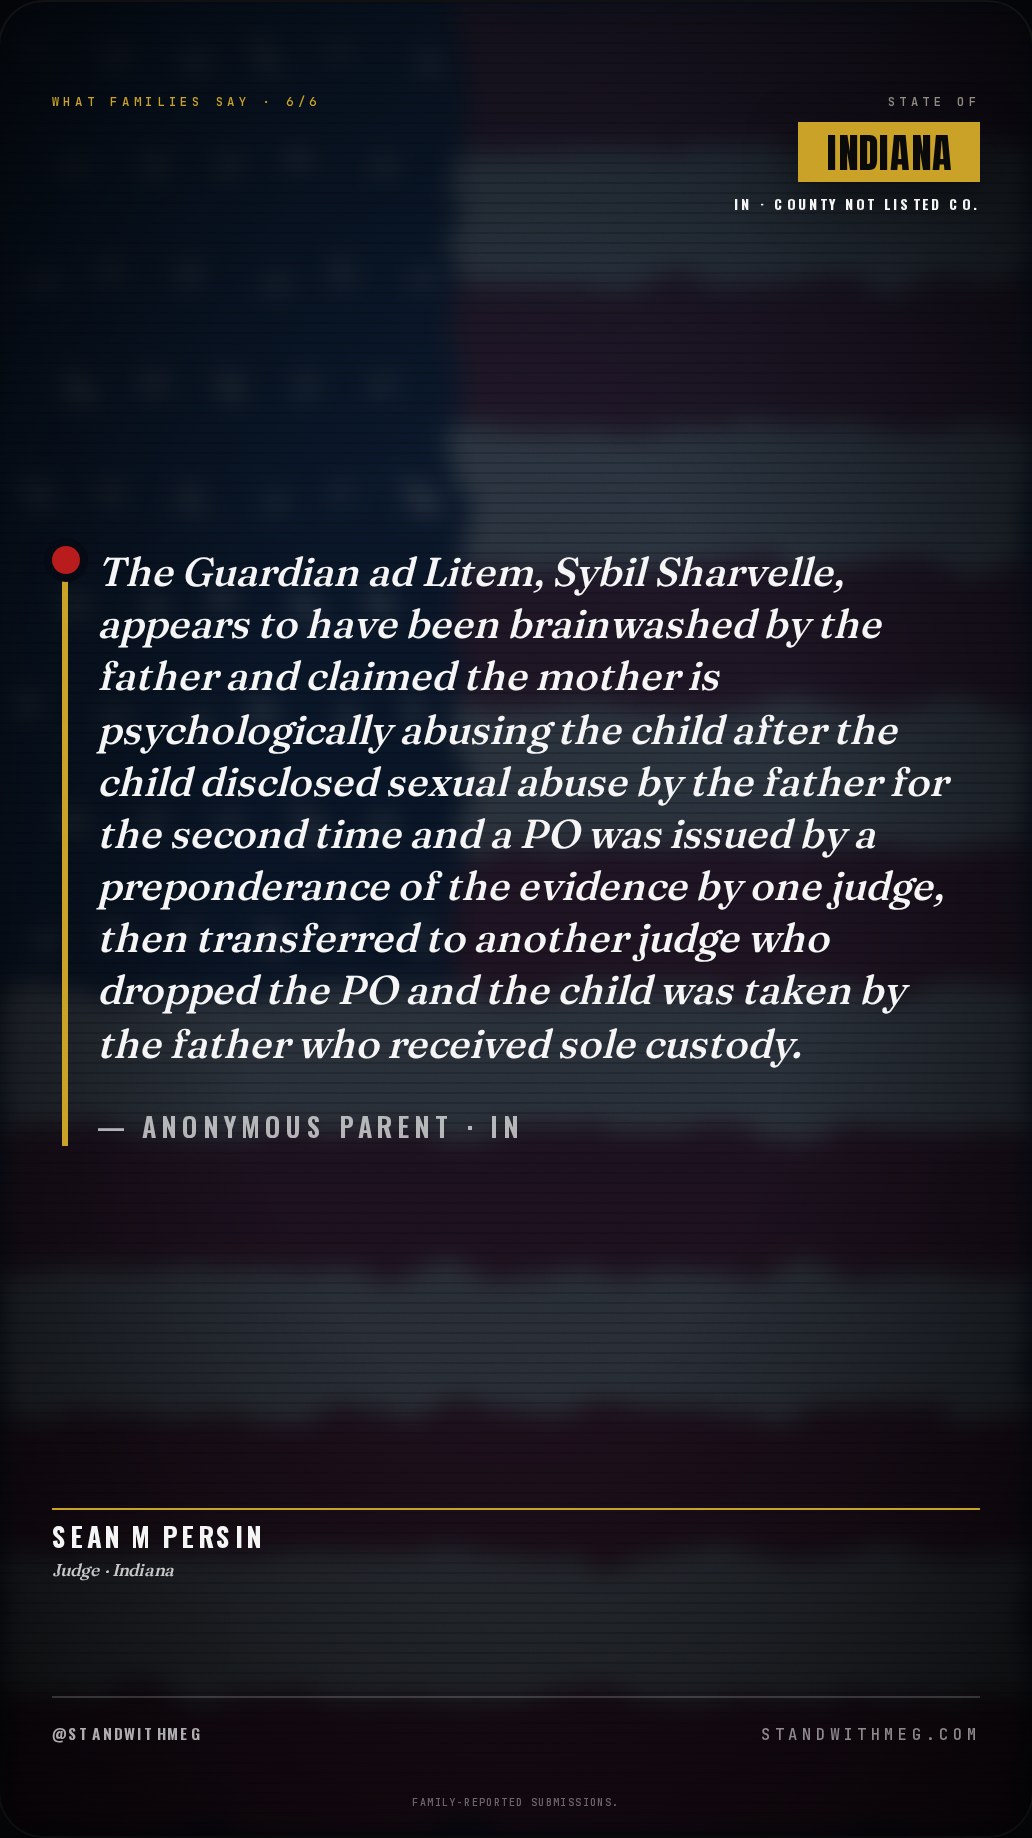 WHAT FAMILIES SAY · 6/6
STATE OF
INDIANA
IN · COUNTY NOT LISTED CO.
The Guardian ad Litem, Sybil Sharvelle,
appears to have been brainwashed by the
father and claimed the mother is
psychologically abusing the child after the
child disclosed sexual abuse by the father for
the second time and a PO was issued by a
preponderance of the evidence by one judge,
then transferred to another judge who
dropped the PO and the child was taken by
the father who received sole custody.
— ANONYMOUS PARENT · IN
SEAN M PERSIN
Judge · Indiana
@STANDWITHMEG
STANDWITHMEG.COM
FAMILY-REPORTED SUBMISSIONS.